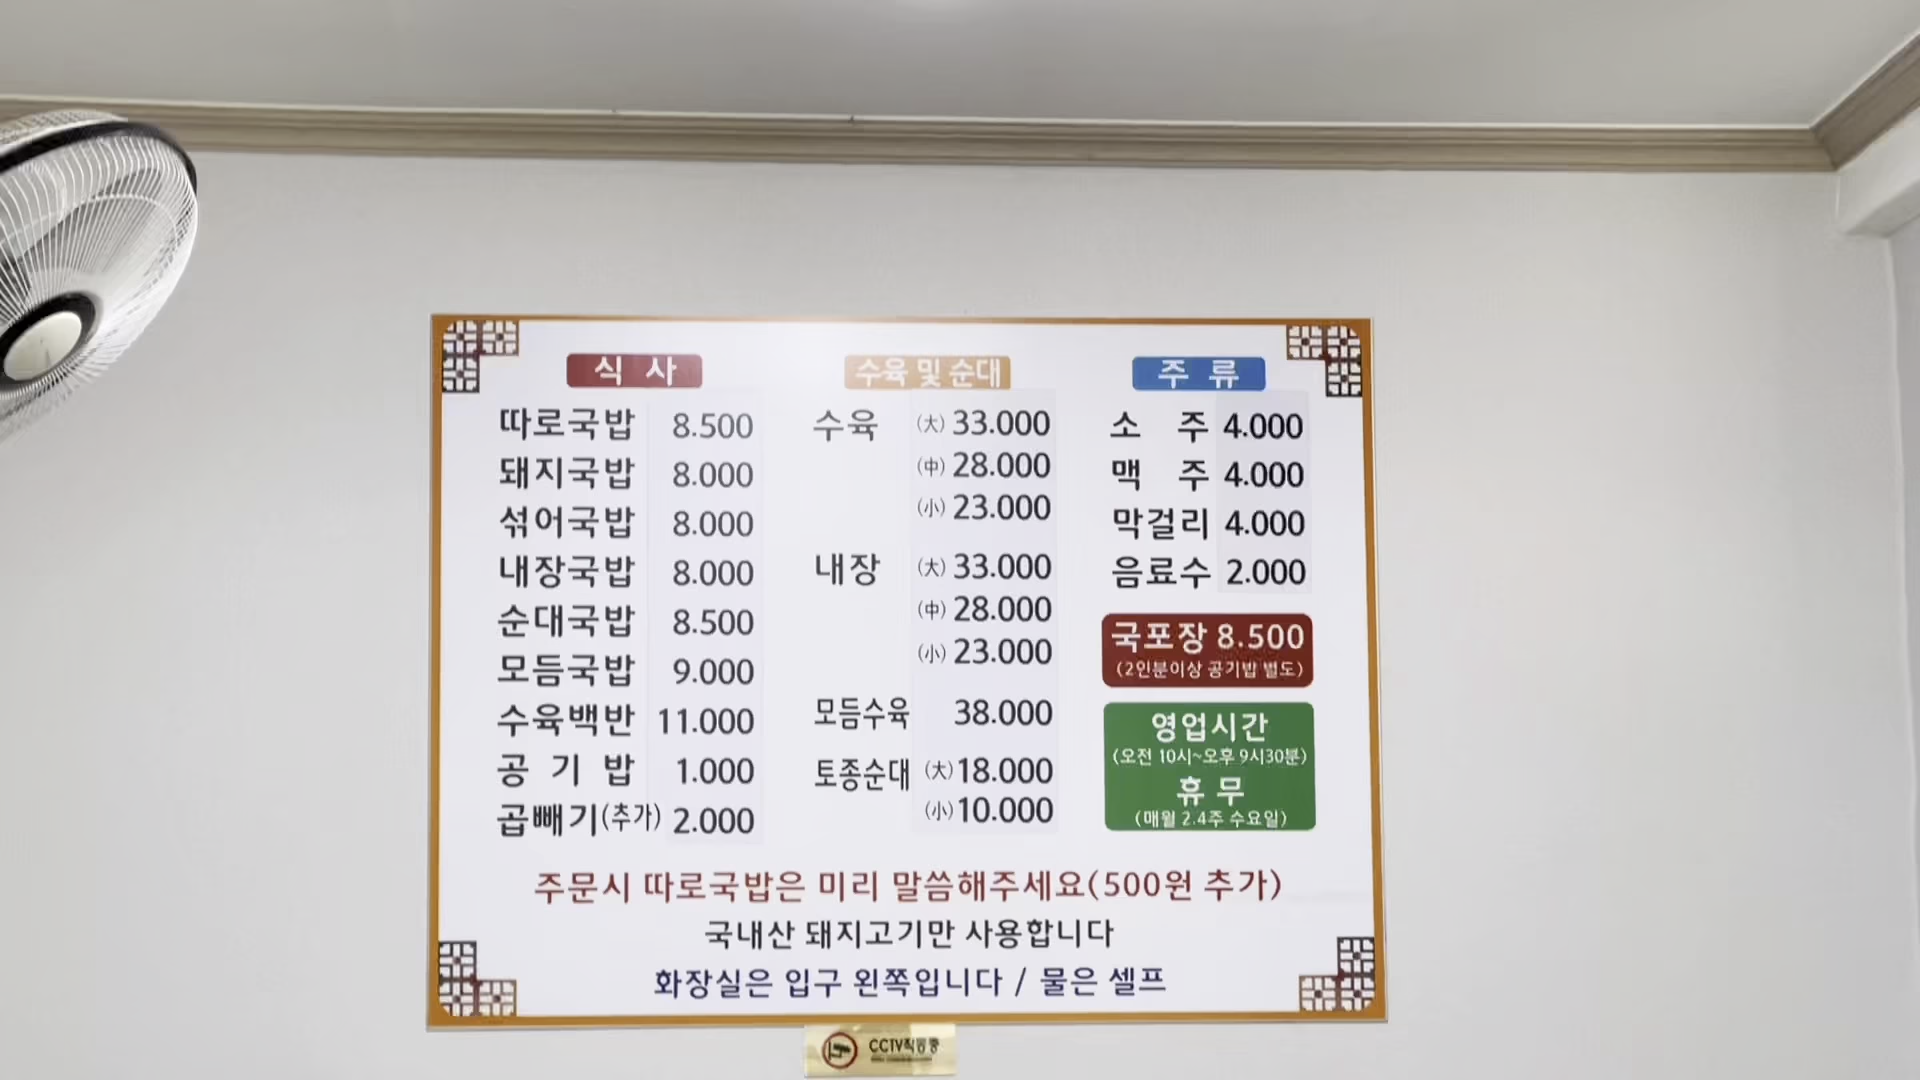 식 사
따로국밥 8.500
돼지국밥 8.000
섞어국밥 8.000
내장국밥 8.000
순대국밥 8.500
모듬국밥 9.000
수육백반 11.000
공 기 밥 1.000
곱빼기(추가) 2.000
수육 및 순대
수육 (大) 33.000
(中) 28.000
(小) 23.000
내장 (大) 33.000
(中) 28.000
(小) 23.000
모듬수육 38.000
토종순대 (大) 18.000
(小) 10.000
주 류
소 주 4.000
맥 주 4.000
막걸리 4.000
음료수 2.000
국포장 8.500
(2인분이상 공기밥 별도)
영업시간
(오전 10시~오후 9시30분)
휴 무
(매월 2.4주 수요일)
주문시 따로국밥은 미리 말씀해주세요(500원 추가)
국내산 돼지고기만 사용합니다
화장실은 입구 왼쪽입니다 / 물은 셀프
CCTV작동중